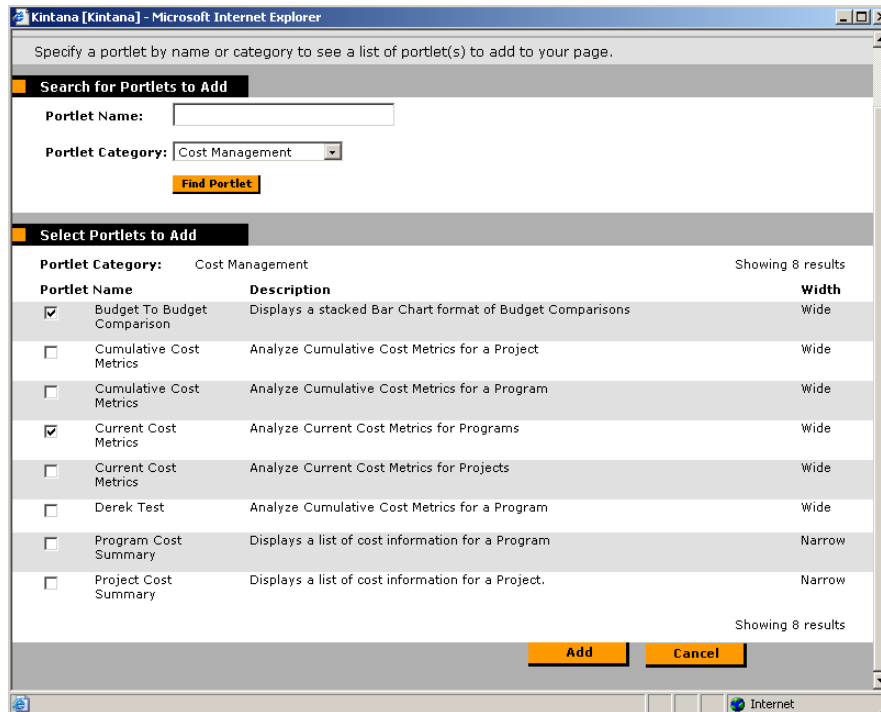 Kintana [Kintana] - Microsoft Internet Explorer
Specify a portlet by name or category to see a list of portlet(s) to add to your page.
Search for Portlets to Add
Portlet Name:
Portlet Category: Cost Management
Find Portlet
Select Portlets to Add
Portlet Category: Cost Management Showing 8 results
Portlet Name Description Width
Budget To Budget Comparison Displays a stacked Bar Chart format of Budget Comparisons Wide
Cumulative Cost Metrics Analyze Cumulative Cost Metrics for a Project Wide
Cumulative Cost Metrics Analyze Cumulative Cost Metrics for a Program Wide
Current Cost Metrics Analyze Current Cost Metrics for Programs Wide
Current Cost Metrics Analyze Current Cost Metrics for Projects Wide
Derek Test Analyze Cumulative Cost Metrics for a Program Wide
Program Cost Summary Displays a list of cost information for a Program Narrow
Project Cost Summary Displays a list of cost information for a Project. Narrow
Showing 8 results
Add Cancel
Internet